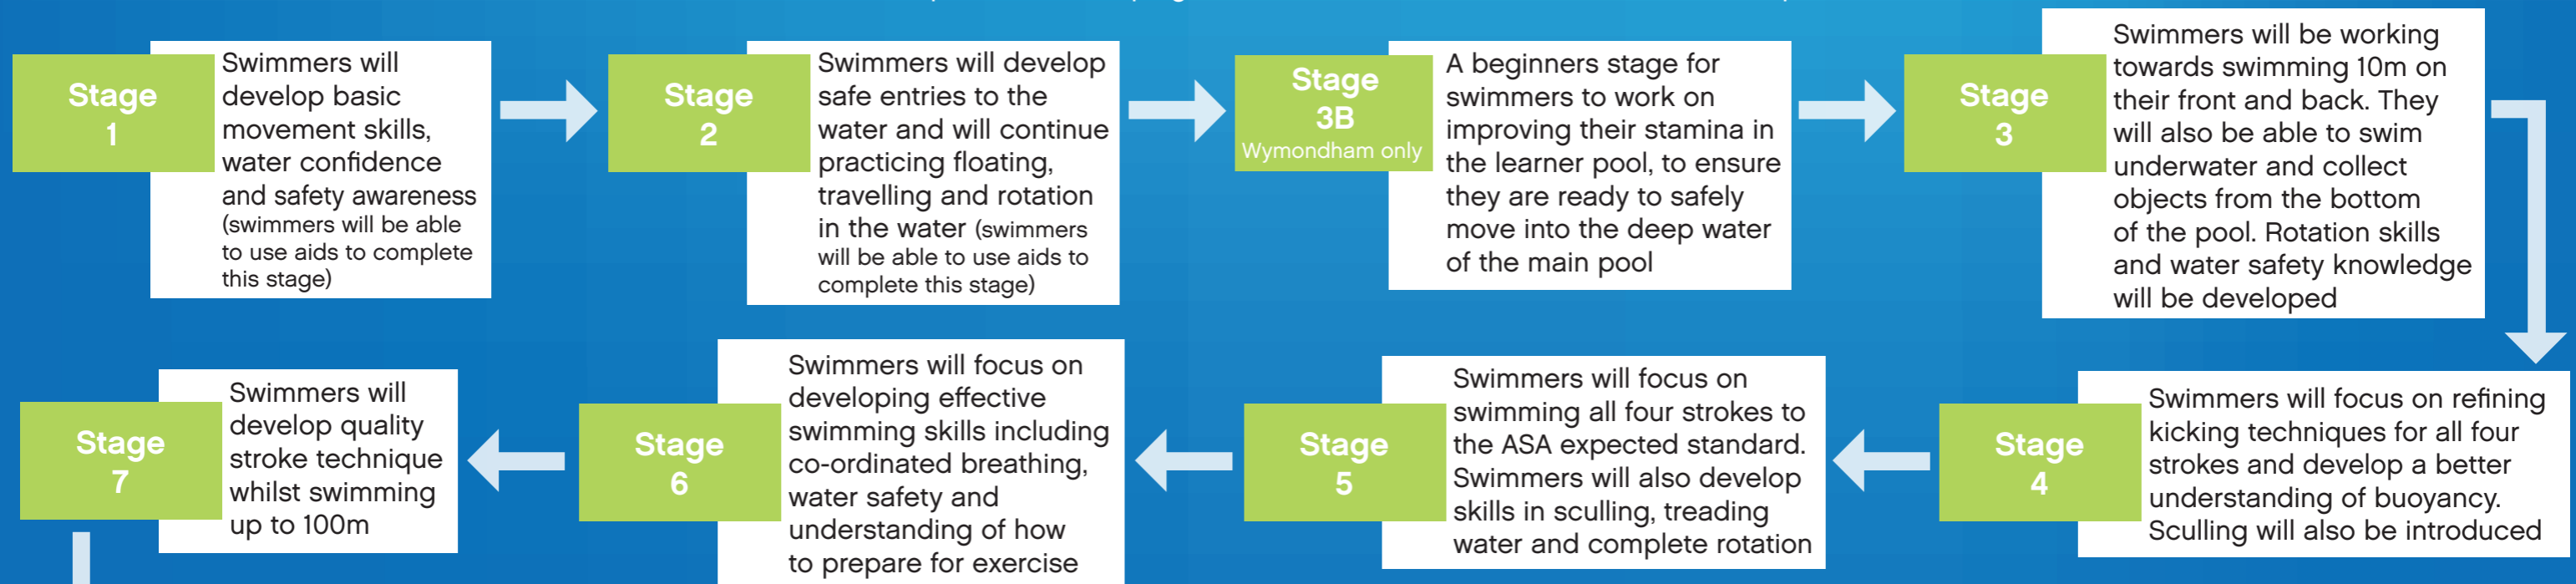 Stage
1
Swimmers will
develop basic
movement skills,
water confidence
and safety awareness
(swimmers will be able
to use aids to complete
this stage)
Stage
2
Swimmers will develop
safe entries to the
water and will continue
practicing floating,
travelling and rotation
in the water (swimmers
will be able to use aids to
complete this stage)
Stage
3B
Wymondham only
A beginners stage for
swimmers to work on
improving their stamina in
the learner pool, to ensure
they are ready to safely
move into the deep water
of the main pool
Stage
3
Swimmers will be working
towards swimming 10m on
their front and back. They
will also be able to swim
underwater and collect
objects from the bottom
of the pool. Rotation skills
and water safety knowledge
will be developed
Stage
4
Swimmers will focus on refining
kicking techniques for all four
strokes and develop a better
understanding of buoyancy.
Sculling will also be introduced
Stage
5
Swimmers will focus on
swimming all four strokes to
the ASA expected standard.
Swimmers will also develop
skills in sculling, treading
water and complete rotation
Stage
6
Swimmers will focus on
developing effective
swimming skills including
co-ordinated breathing,
water safety and
understanding of how
to prepare for exercise
Stage
7
Swimmers will
develop quality
stroke technique
whilst swimming
up to 100m